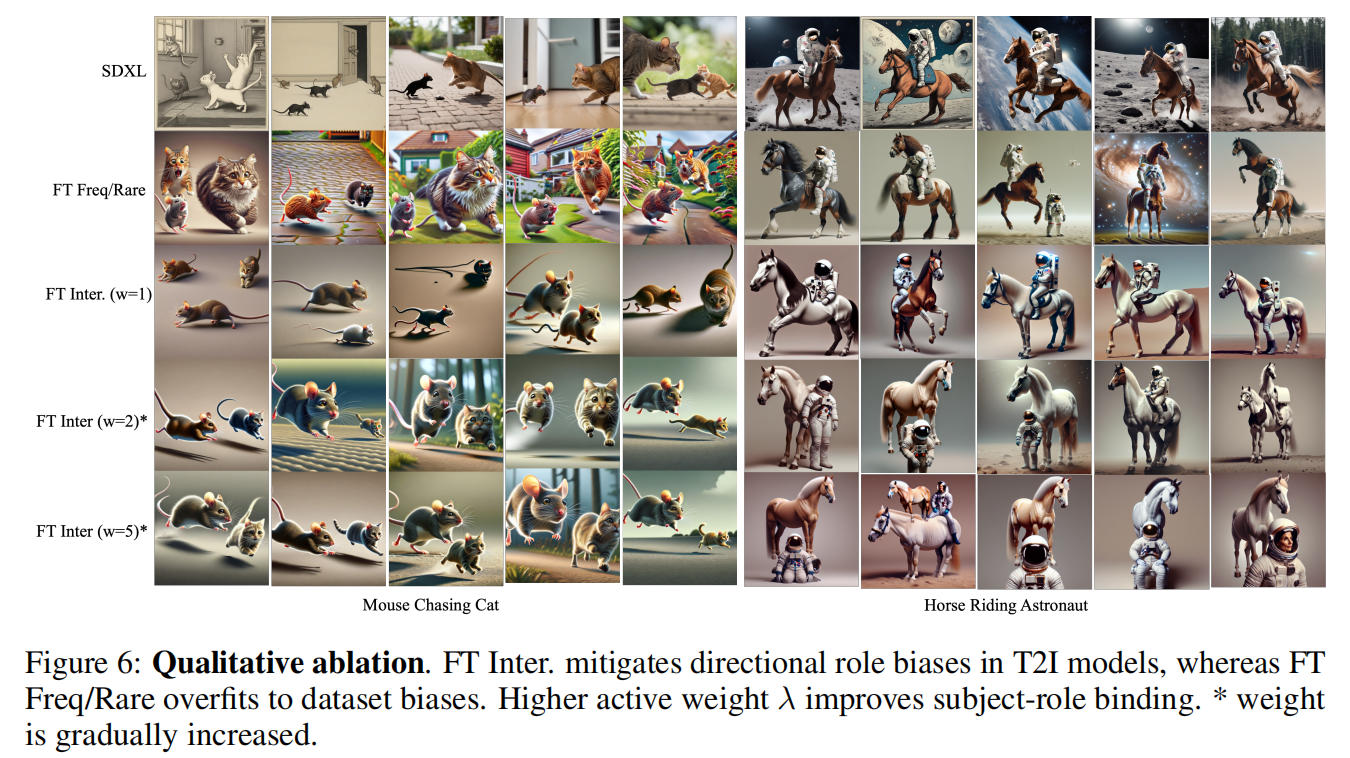 SDXL
FT Freq/Rare
FT Inter. (w=1)
FT Inter (w=2)*
FT Inter (w=5)*
Mouse Chasing Cat
Horse Riding Astronaut
Figure 6: Qualitative ablation. FT Inter. mitigates directional role biases in T2I models, whereas FT
Freq/Rare overfits to dataset biases. Higher active weight λ improves subject-role binding. * weight
is gradually increased.